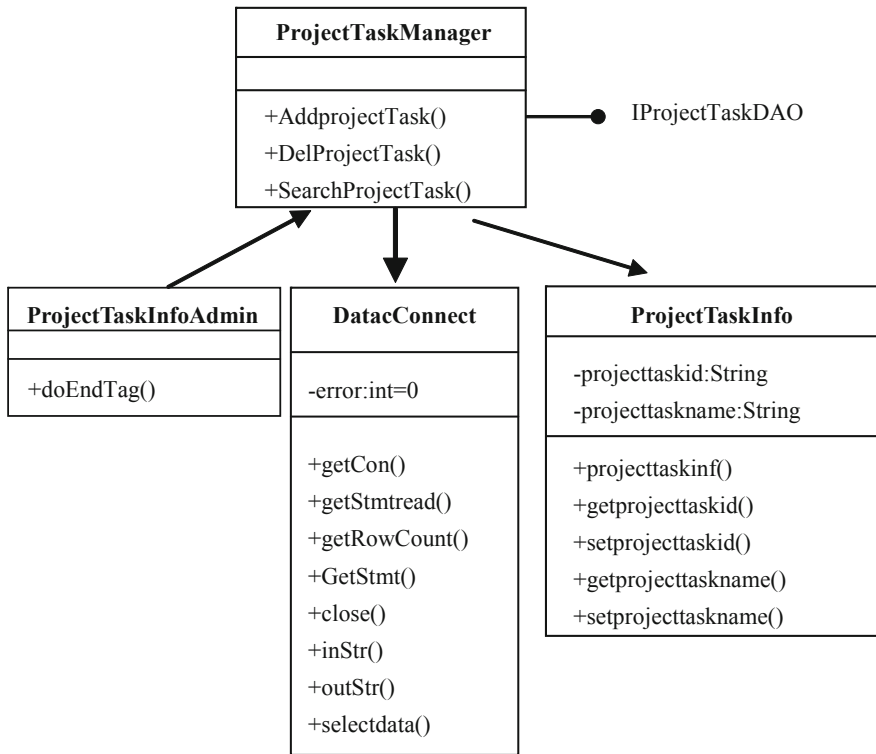 ProjectTaskManager
+AddprojectTask()
+DelProjectTask()
+SearchProjectTask()
IProjectTaskDAO
ProjectTaskInfoAdmin
+doEndTag()
DatacConnect
-error:int=0
+getCon()
+getStmtread()
+getRowCount()
+GetStmt()
+close()
+inStr()
+outStr()
+selectdata()
ProjectTaskInfo
-projecttaskid:String
-projecttaskname:String
+projecttaskinf()
+getprojecttaskid()
+setprojecttaskid()
+getprojecttaskname()
+setprojecttaskname()